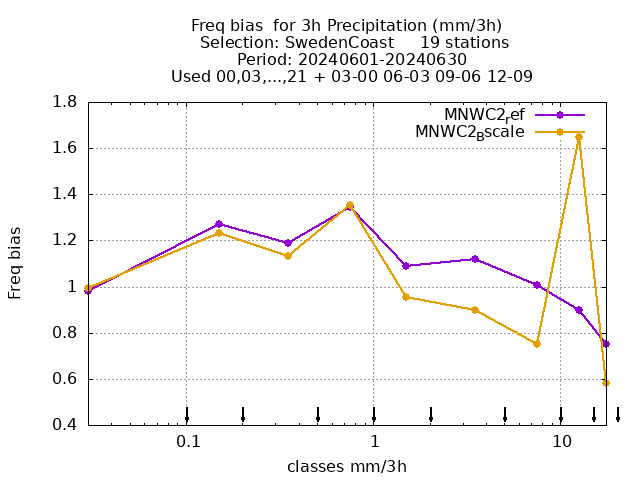 Freq bias  for 3h Precipitation (mm/3h)
Selection: SwedenCoast     19 stations
Period: 20240601-20240630
Used 00,03,...,21 + 03-00 06-03 09-06 12-09
MNWC2ref
MNWC2Bscale
1.8
1.6
1.4
1.2
1
0.8
0.6
0.4
Freq bias
0.1
1
10
classes mm/3h